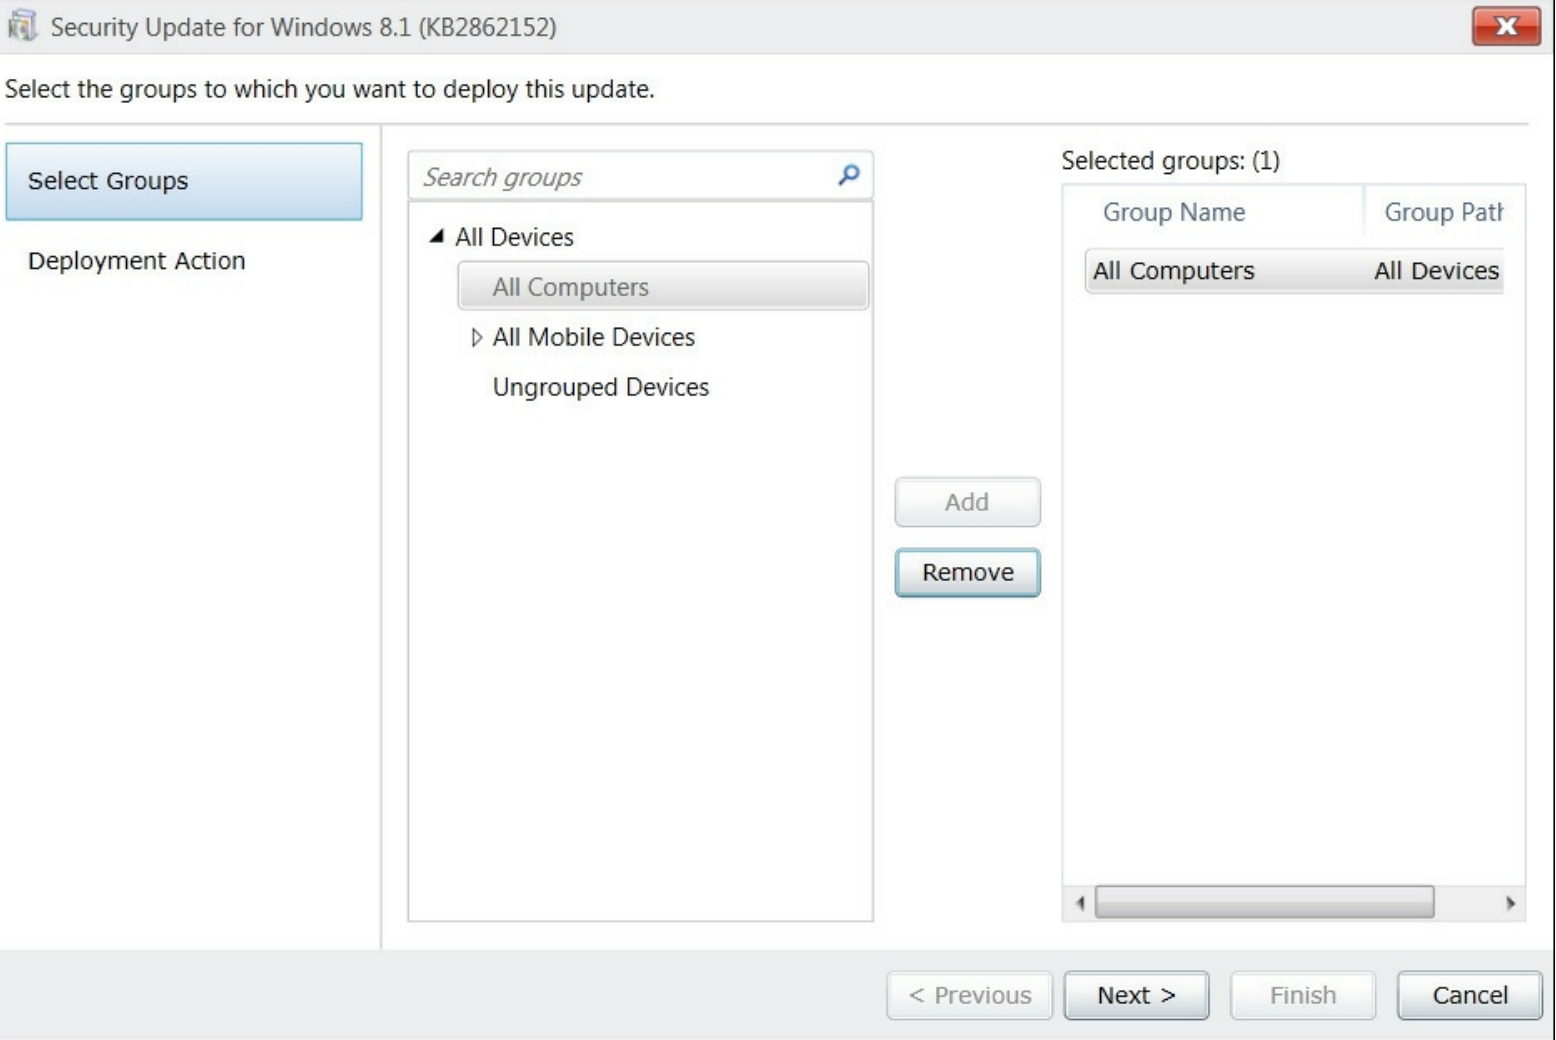 Security Update for Windows 8.1 (KB2862152)
Select the groups to which you want to deploy this update.
Select Groups
Deployment Action
Search groups
All Devices
All Computers
All Mobile Devices
Ungrouped Devices
Add
Remove
Selected groups: (1)
Group Name Group Path
All Computers All Devices
< Previous Next > Finish Cancel